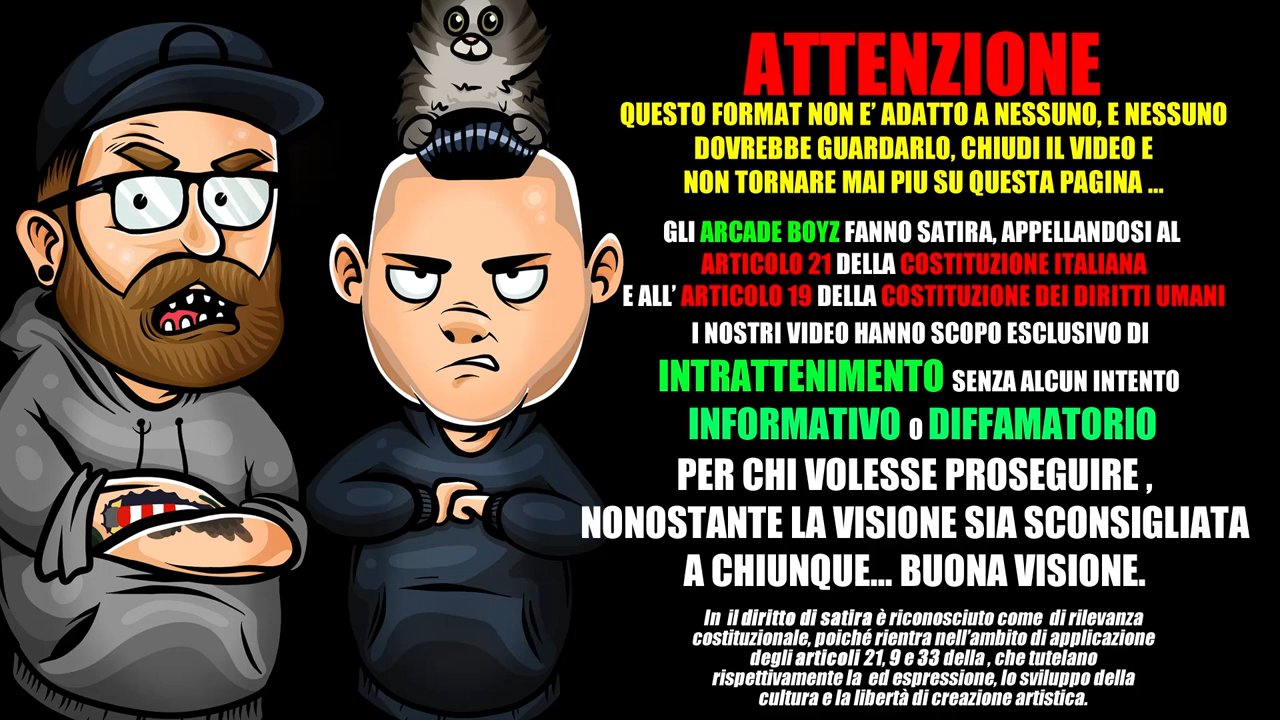 ATTENZIONE
QUESTO FORMAT NON E' ADATTO A NESSUNO, E NESSUNO
DOVREBBE GUARDARLO, CHIUDI IL VIDEO E
NON TORNARE MAI PIU SU QUESTA PAGINA ...
GLI ARCADE BOYZ FANNO SATIRA, APPELLANDOSI AL
ARTICOLO 21 DELLA COSTITUZIONE ITALIANA
E ALL' ARTICOLO 19 DELLA COSTITUZIONE DEI DIRITTI UMANI
I NOSTRI VIDEO HANNO SCOPO ESCLUSIVO DI
INTRATTENIMENTO SENZA ALCUN INTENTO
INFORMATIVO O DIFFAMATORIO
PER CHI VOLESSE PROSEGUIRE ,
NONOSTANTE LA VISIONE SIA SCONSIGLIATA
A CHIUNQUE... BUONA VISIONE.
In il diritto di satira è riconosciuto come di rilevanza
costituzionale, poiché rientra nell'ambito di applicazione
degli articoli 21, 9 e 33 della , che tutelano
rispettivamente la ed espressione, lo sviluppo della
cultura e la libertà di creazione artistica.